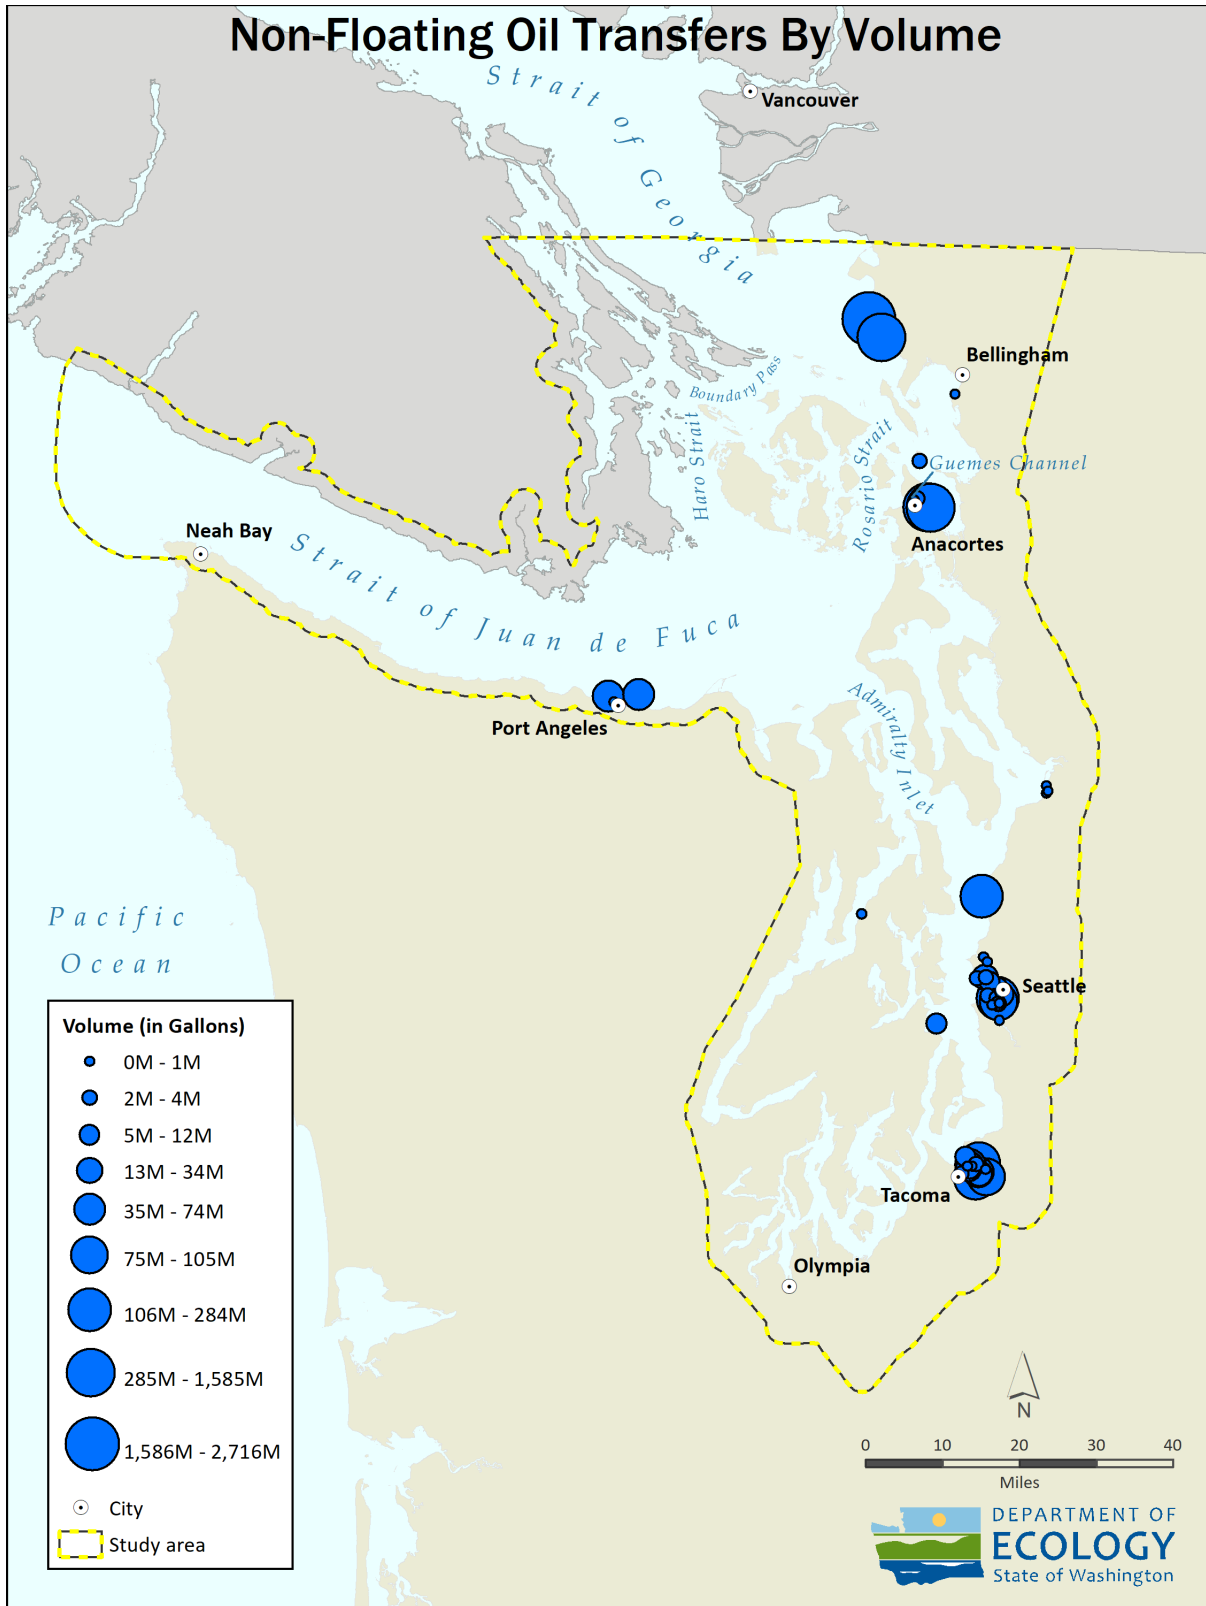 Non-Floating Oil Transfers By Volume
Strait of Georgia
Vancouver
Bellingham
Boundary Pass
Haro Strait
Rosario Strait
Guemes Channel
Anacortes
Neah Bay
Strait of Juan de Fuca
Port Angeles
Admiralty Inlet
Pacific
Ocean
Seattle
Tacoma
Olympia
Volume (in Gallons)
0M - 1M
2M - 4M
5M - 12M
13M - 34M
35M - 74M
75M - 105M
106M - 284M
285M - 1,585M
1,586M - 2,716M
City
Study area
N
0 10 20 30 40
Miles
DEPARTMENT OF
ECOLOGY
State of Washington